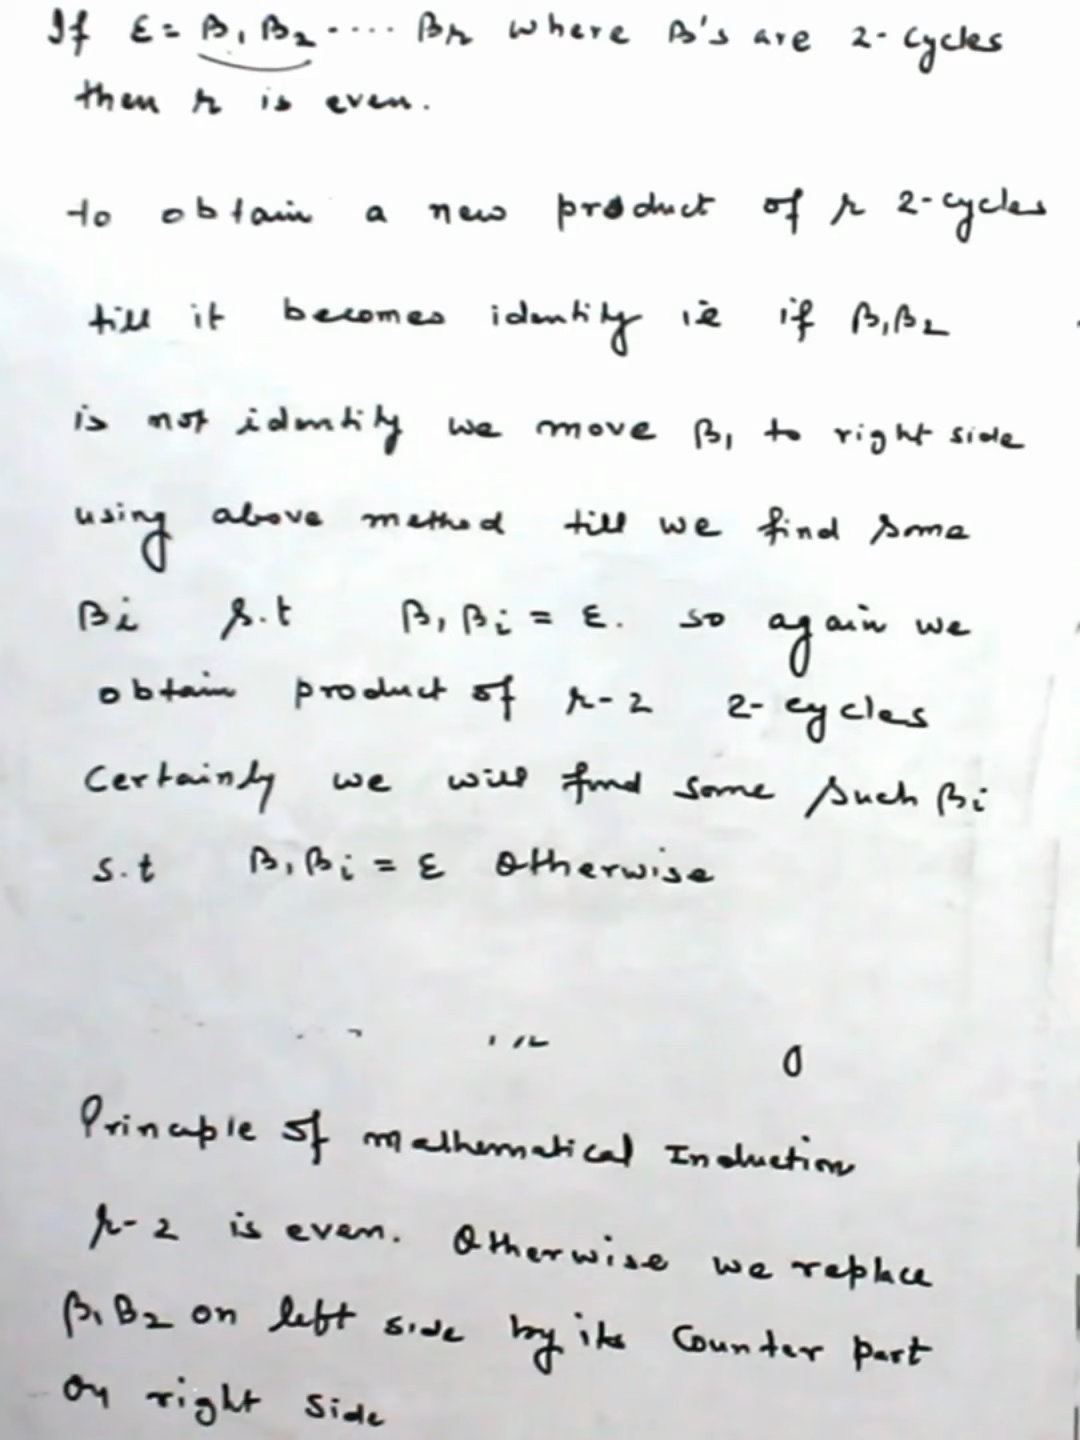 If ε = β₁ β₂ .... βr where β's are 2-cycles
then r is even.
to obtain a new product of r 2-cycles
till it becomes identity ie if β₁β₂
is not identity we move β₁ to right side
using above method till we find some
βi s.t β₁ βi = ε. so again we
obtain product of r-2 2-cycles
Certainly we will find some such βi
s.t β₁βi = ε Otherwise
Principle of mathematical Induction
r-2 is even. Otherwise we replace
β₁β₂ on left side by its Counter part
on right side